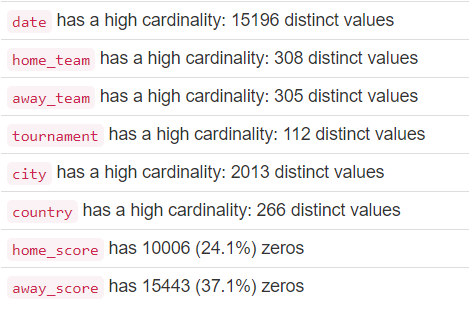 date has a high cardinality: 15196 distinct values
home_team has a high cardinality: 308 distinct values
away_team has a high cardinality: 305 distinct values
tournament has a high cardinality: 112 distinct values
city has a high cardinality: 2013 distinct values
country has a high cardinality: 266 distinct values
home_score has 10006 (24.1%) zeros
away_score has 15443 (37.1%) zeros